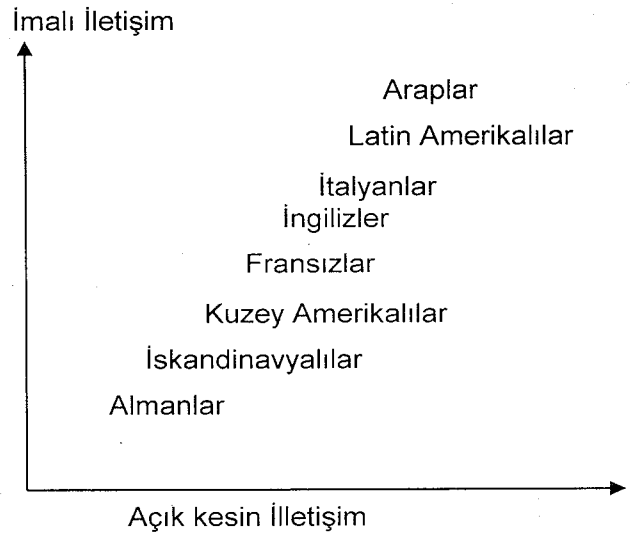 İmalı İletişim
Araplar
Latin Amerikalılar
İtalyanlar
İngilizler
Fransızlar
Kuzey Amerikalılar
İskandinavyalılar
Almanlar
Açık kesin İlletişim